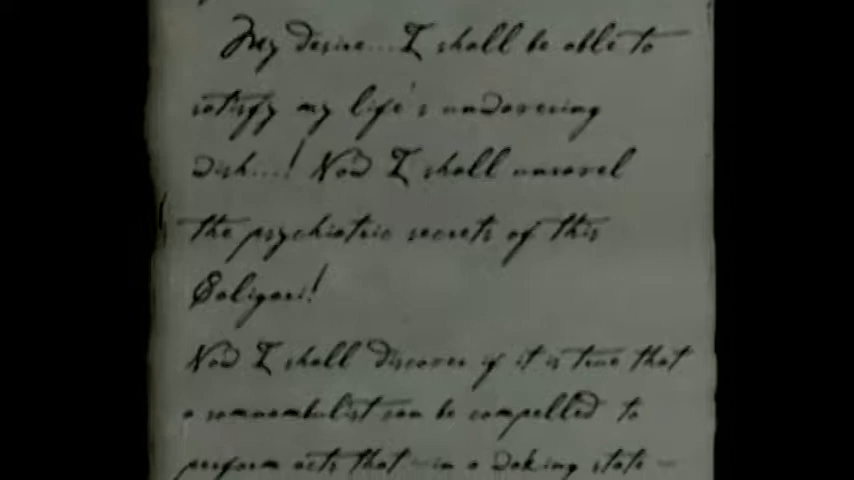 My desire... I shall be able to
satisfy my life's undovering
wish...! Now I shall unravel
the psychiatric secrets of this
Caligari!
Now I shall discover if it is true that
a somnambulist can be compelled to
perform acts that - in a waking state -